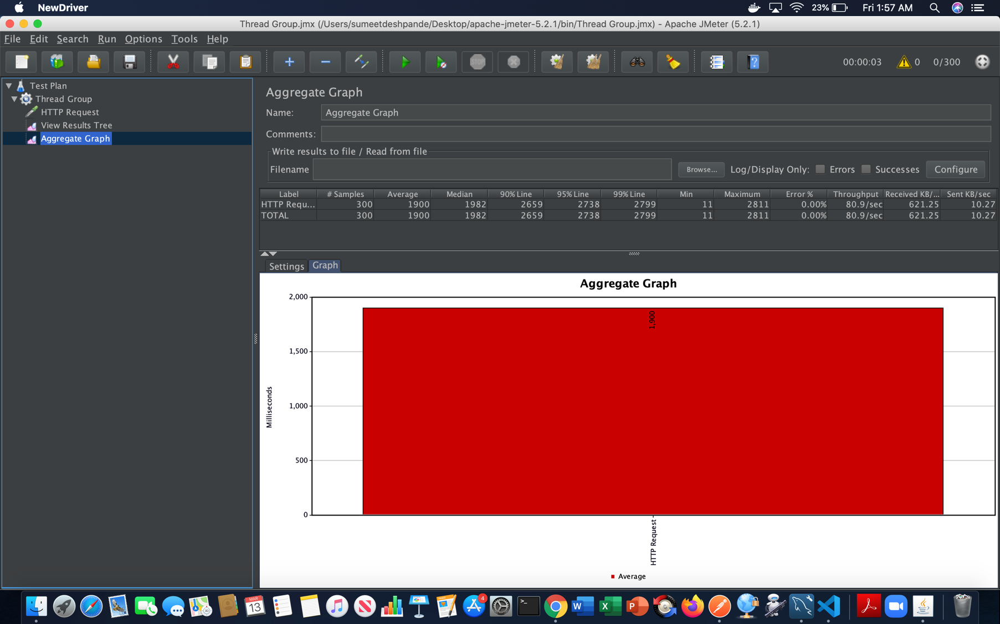 NewDriver 23% Fri 1:57 AM
Thread Group.jmx (/Users/sumeetdeshpande/Desktop/apache-jmeter-5.2.1/bin/Thread Group.jmx) - Apache JMeter (5.2.1)
File Edit Search Run Options Tools Help
STOP 00:00:03 0 0/300
Test Plan
Thread Group
HTTP Request
View Results Tree
Aggregate Graph
Aggregate Graph
Name: Aggregate Graph
Comments:
Write results to file / Read from file
Filename Browse... Log/Display Only: Errors Successes Configure
Label # Samples Average Median 90% Line 95% Line 99% Line Min Maximum Error % Throughput Received KB/... Sent KB/sec
HTTP Requ... 300 1900 1982 2659 2738 2799 11 2811 0.00% 80.9/sec 621.25 10.27
TOTAL 300 1900 1982 2659 2738 2799 11 2811 0.00% 80.9/sec 621.25 10.27
Settings Graph
Aggregate Graph
2,000
1,900
1,500
1,000
Milliseconds
500
0
HTTP Request
Average
MAR
13
4
W X P